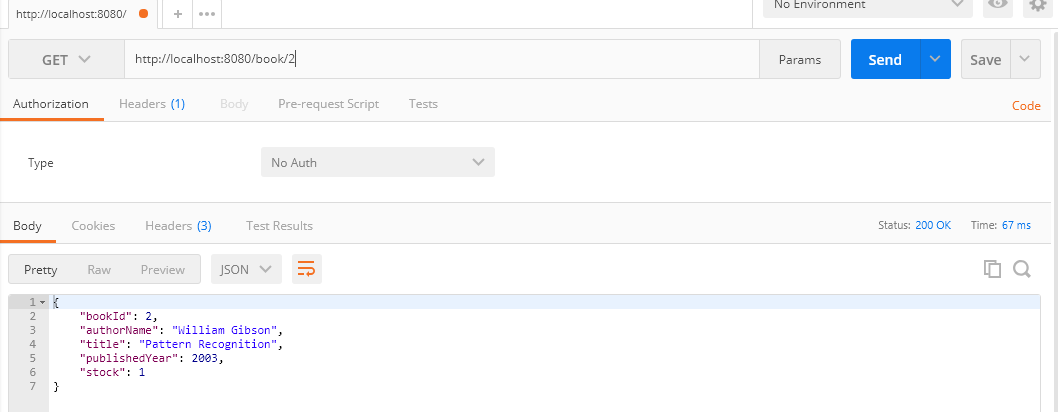 http://localhost:8080/ + ••• No Environment
GET http://localhost:8080/book/2 Params Send Save
Authorization Headers (1) Body Pre-request Script Tests Code
Type No Auth
Body Cookies Headers (3) Test Results Status: 200 OK Time: 67 ms
Pretty Raw Preview JSON
1 {
2 "bookId": 2,
3 "authorName": "William Gibson",
4 "title": "Pattern Recognition",
5 "publishedYear": 2003,
6 "stock": 1
7 }